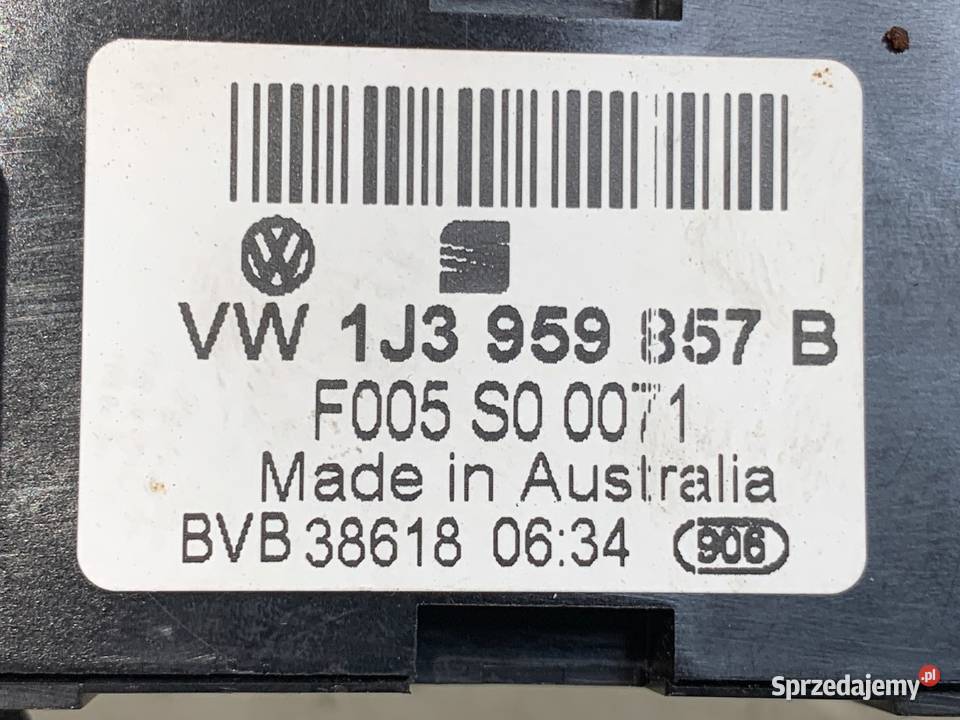 VW 1J3 959 857 B
F005 S0 0071
Made in Australia
BVB 38618 06:34 906
Sprzedajemy.pl